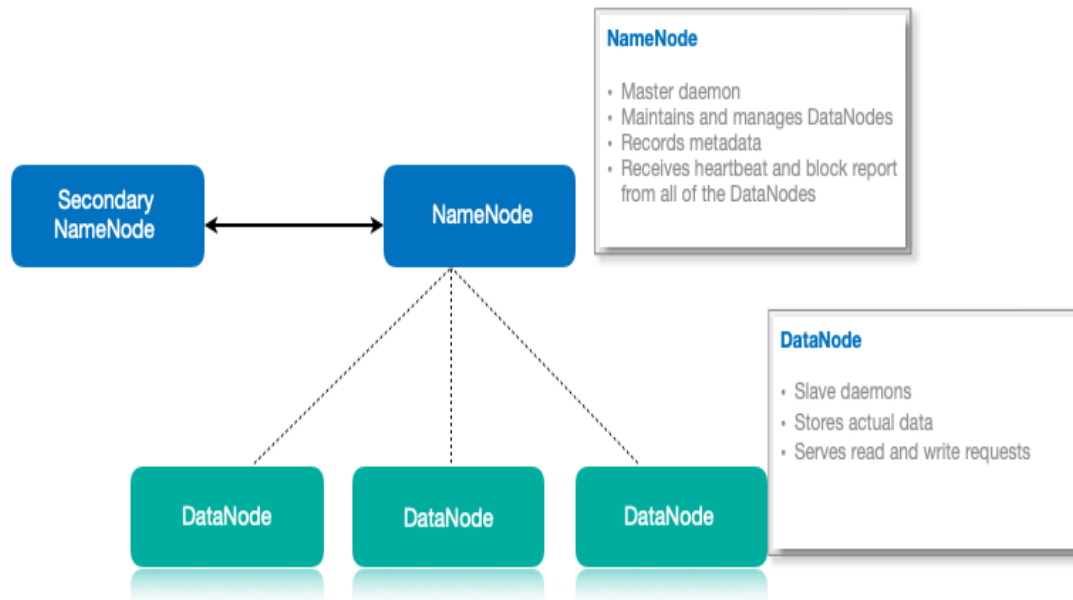 NameNode
• Master daemon
• Maintains and manages DataNodes
• Records metadata
• Receives heartbeat and block report
from all of the DataNodes
Secondary
NameNode
NameNode
DataNode
• Slave daemons
• Stores actual data
• Serves read and write requests
DataNode
DataNode
DataNode